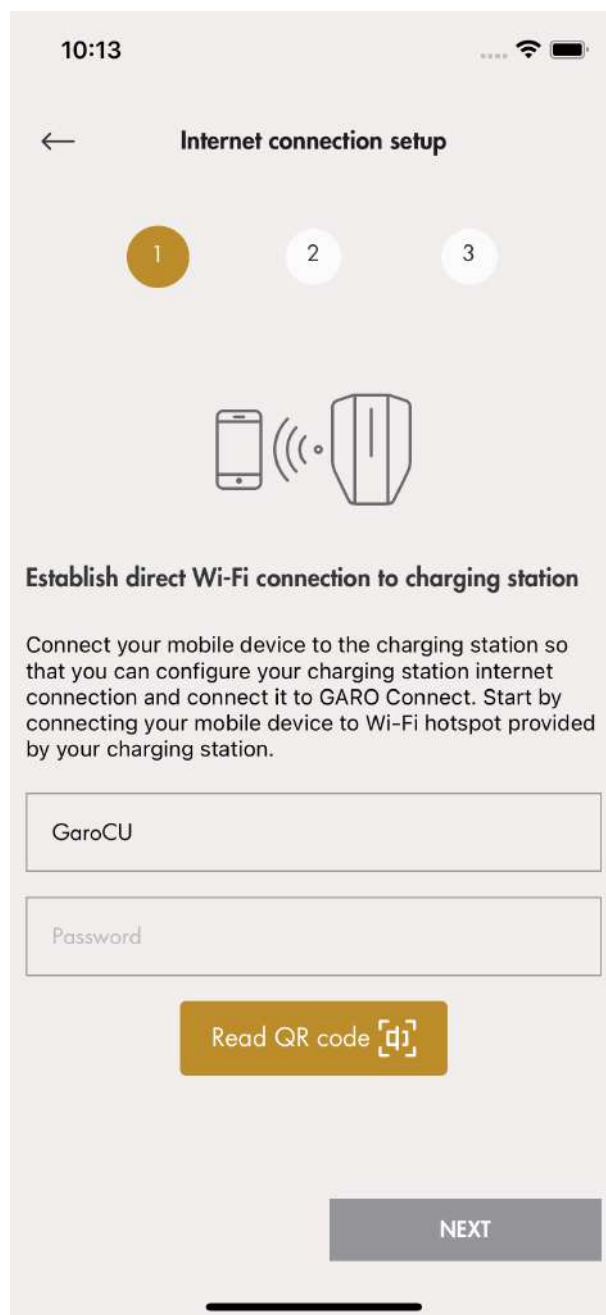 10:13
Internet connection setup
1 2 3
Establish direct Wi-Fi connection to charging station
Connect your mobile device to the charging station so
that you can configure your charging station internet
connection and connect it to GARO Connect. Start by
connecting your mobile device to Wi-Fi hotspot provided
by your charging station.
GaroCU
Password
Read QR code
NEXT